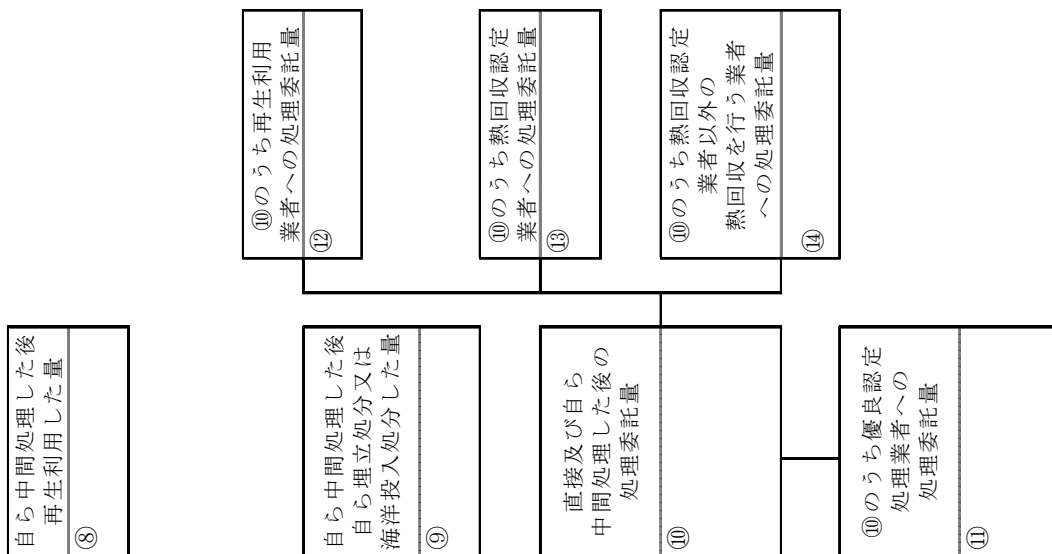 自ら中間処理した後
再生利用した量
⑧
自ら中間処理した後
自ら埋立処分又は
海洋投入処分した量
⑨
直接及び自ら
中間処理した後の
処理委託量
⑩
⑩のうち優良認定
処理業者への
処理委託量
⑪
⑩のうち再生利用
業者への処理委託量
⑫
⑩のうち熱回収認定
業者への処理委託量
⑬
⑩のうち熱回収認定
業者以外の
熱回収を行う業者
への処理委託量
⑭